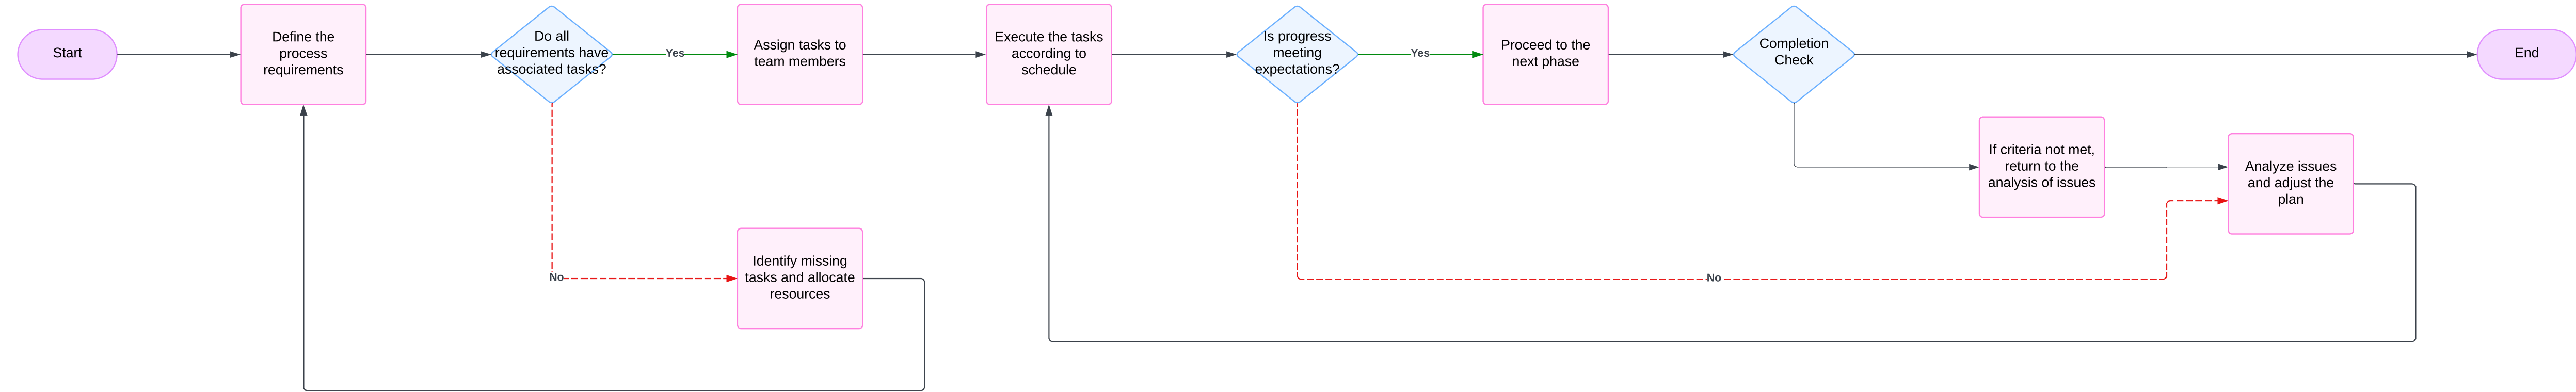 Start
Define the
process
requirements
Do all
requirements have
associated tasks?
Yes
Assign tasks to
team members
Execute the tasks
according to
schedule
Is progress
meeting
expectations?
Yes
Proceed to the
next phase
Completion
Check
End
If criteria not met,
return to the
analysis of issues
Analyze issues
and adjust the
plan
No
Identify missing
tasks and allocate
resources
No